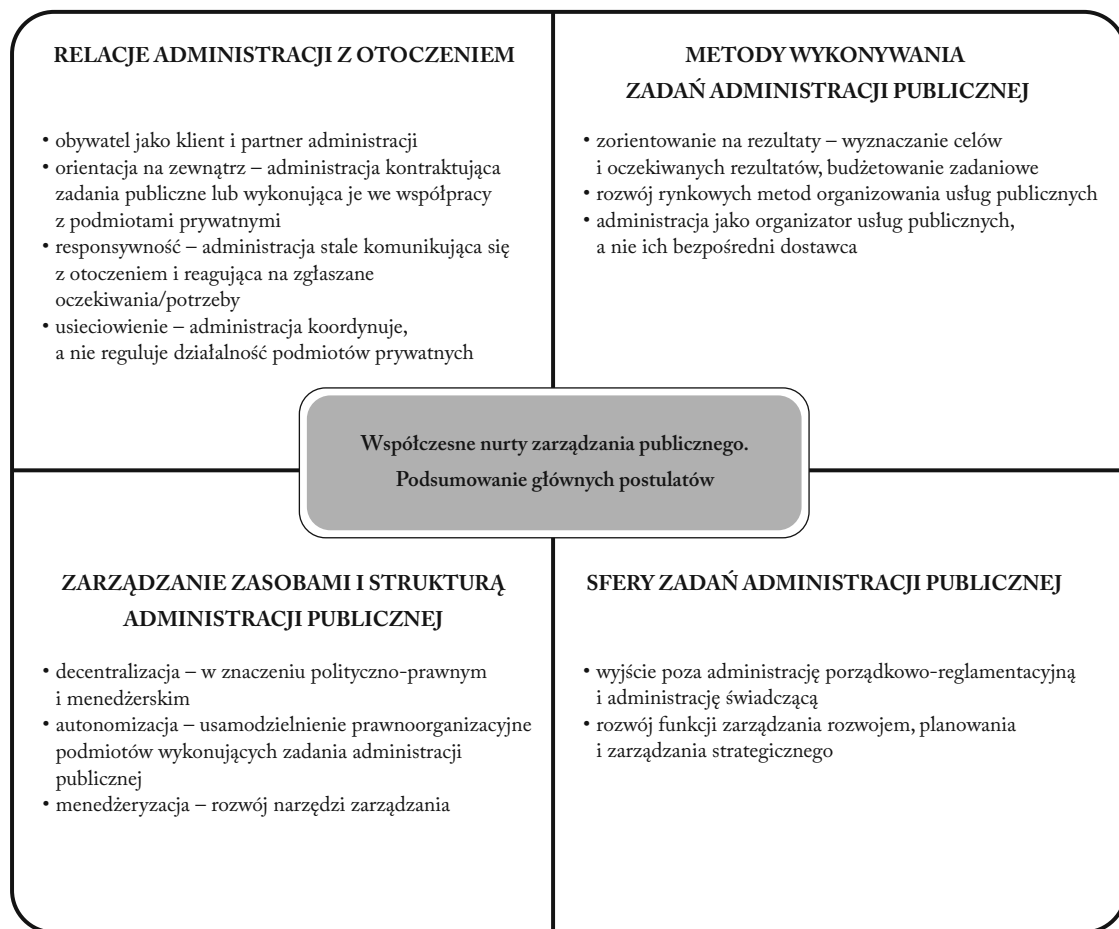 RELACJE ADMINISTRACJI Z OTOCZENIEM
• obywatel jako klient i partner administracji
• orientacja na zewnątrz – administracja kontraktująca
zadania publiczne lub wykonująca je we współpracy
z podmiotami prywatnymi
• responsywność – administracja stale komunikująca się
z otoczeniem i reagująca na zgłaszane
oczekiwania/potrzeby
• usieciowienie – administracja koordynuje,
a nie reguluje działalność podmiotów prywatnych
METODY WYKONYWANIA
ZADAŃ ADMINISTRACJI PUBLICZNEJ
• zorientowanie na rezultaty – wyznaczanie celów
i oczekiwanych rezultatów, budżetowanie zadaniowe
• rozwój rynkowych metod organizowania usług publicznych
• administracja jako organizator usług publicznych,
a nie ich bezpośredni dostawca
Współczesne nurty zarządzania publicznego.
Podsumowanie głównych postulatów
ZARZĄDZANIE ZASOBAMI I STRUKTURĄ
ADMINISTRACJI PUBLICZNEJ
• decentralizacja – w znaczeniu polityczno-prawnym
i menedżerskim
• autonomizacja – usamodzielnienie prawnoorganizacyjne
podmiotów wykonujących zadania administracji
publicznej
• menedżeryzacja – rozwój narzędzi zarządzania
SFERY ZADAŃ ADMINISTRACJI PUBLICZNEJ
• wyjście poza administrację porządkowo-reglamentacyjną
i administrację świadczącą
• rozwój funkcji zarządzania rozwojem, planowania
i zarządzania strategicznego